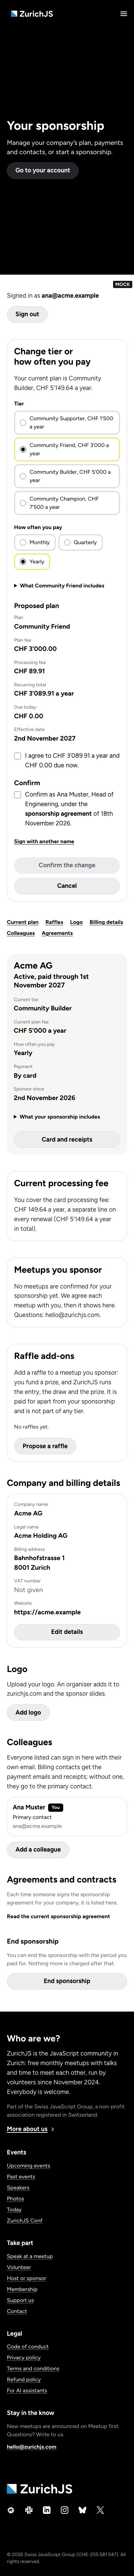 ZurichJS
Your sponsorship
Manage your company's plan, payments
and contacts, or start a sponsorship.
Go to your account
MOCK
Signed in as ana@acme.example
Sign out
Change tier or
how often you pay
Your current plan is Community
Builder, CHF 5'149.64 a year.
Tier
Community Supporter, CHF 1'500
a year
Community Friend, CHF 3'000 a
year
Community Builder, CHF 5'000 a
year
Community Champion, CHF
7'500 a year
How often you pay
Monthly
Quarterly
Yearly
What Community Friend includes
Proposed plan
Plan
Community Friend
Plan fee
CHF 3'000.00
Processing fee
CHF 89.91
Recurring total
CHF 3'089.91 a year
Due today
CHF 0.00
Effective date
2nd November 2027
I agree to CHF 3'089.91 a year and
CHF 0.00 due now.
Confirm
Confirm as Ana Muster, Head of
Engineering, under the
sponsorship agreement of 18th
November 2026.
Sign with another name
Confirm the change
Cancel
Current plan Raffles Logo Billing details
Colleagues Agreements
Acme AG
Active, paid through 1st
November 2027
Current tier
Community Builder
Current plan fee
CHF 5'000 a year
How often you pay
Yearly
Payment
By card
Sponsor since
2nd November 2026
What your sponsorship includes
Card and receipts
Current processing fee
You cover the card processing fee:
CHF 149.64 a year, a separate line on
every renewal (CHF 5'149.64 a year
in total).
Meetups you sponsor
No meetups are confirmed for your
sponsorship yet. We agree each
meetup with you, then it shows here.
Questions: hello@zurichjs.com.
Raffle add-ons
Add a raffle to a meetup you sponsor:
you fund a prize, and ZurichJS runs
the entry, the draw and the prize. It is
paid for apart from your sponsorship
and is not part of any tier.
No raffles yet.
Propose a raffle
Company and billing details
Company name
Acme AG
Legal name
Acme Holding AG
Billing address
Bahnhofstrasse 1
8001 Zurich
VAT number
Not given
Website
https://acme.example
Edit details
Logo
Upload your logo. An organiser adds it to
zurichjs.com and the sponsor slides.
Add logo
Colleagues
Everyone listed can sign in here with their
own email. Billing contacts get the
payment emails and receipts; without one,
they go to the primary contact.
Ana Muster You
Primary contact
ana@acme.example
Add a colleague
Agreements and contracts
Each time someone signs the sponsorship
agreement for your company, it is listed here.
Read the current sponsorship agreement
End sponsorship
You can end the sponsorship with the period you
paid for. Nothing more is charged after that.
End sponsorship
Who are we?
ZurichJS is the JavaScript community in
Zurich: free monthly meetups with talks
and time to meet each other, run by
volunteers since November 2024.
Everybody is welcome.
Part of the Swiss JavaScript Group, a non-profit
association registered in Switzerland.
More about us
Events
Upcoming events
Past events
Speakers
Photos
Today
ZurichJS Conf
Take part
Speak at a meetup
Volunteer
Host or sponsor
Membership
Support us
Contact
Legal
Code of conduct
Privacy policy
Terms and conditions
Refund policy
For AI assistants
Stay in the know
New meetups are announced on Meetup first.
Questions? Write to us.
hello@zurichjs.com
ZurichJS
© 2026 Swiss JavaScript Group (CHE-255.581.547). All
rights reserved.